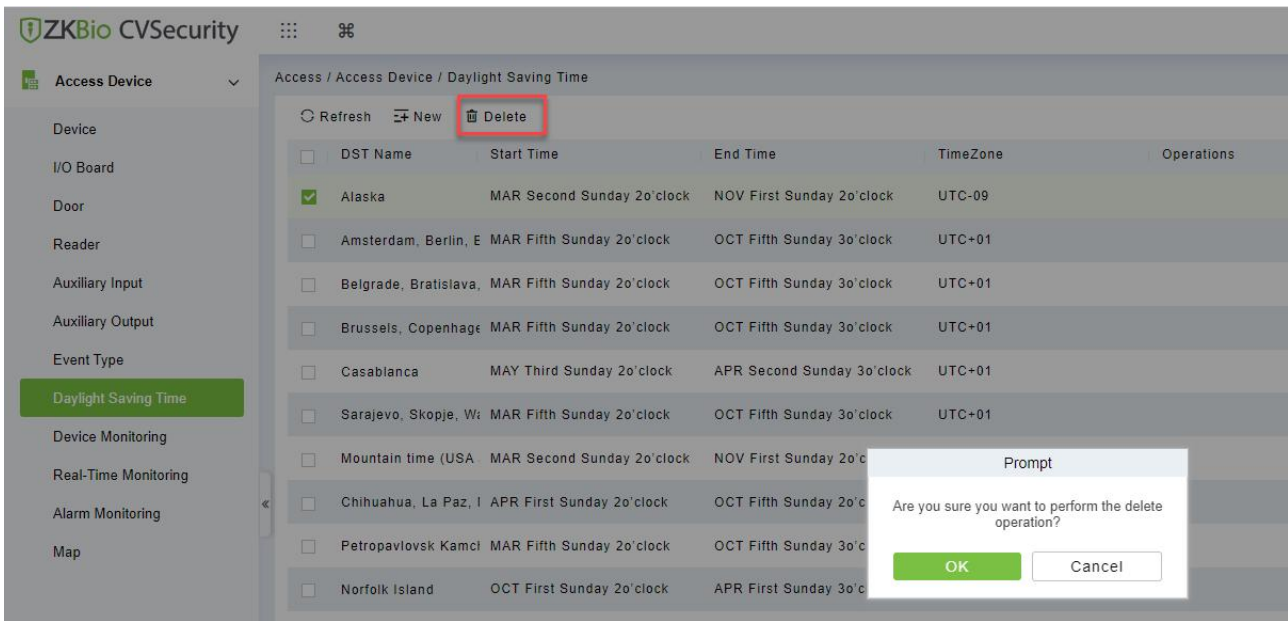 ZKBio CVSecurity
Access Device
Access / Access Device / Daylight Saving Time
Refresh New Delete
Device
I/O Board
Door
Reader
Auxiliary Input
Auxiliary Output
Event Type
Daylight Saving Time
Device Monitoring
Real-Time Monitoring
Alarm Monitoring
Map
DST Name Start Time End Time TimeZone Operations
Alaska MAR Second Sunday 2o'clock NOV First Sunday 2o'clock UTC-09
Amsterdam, Berlin, MAR Fifth Sunday 2o'clock OCT Fifth Sunday 3o'clock UTC+01
Belgrade, Bratislava, MAR Fifth Sunday 2o'clock OCT Fifth Sunday 3o'clock UTC+01
Brussels, MAR Fifth Sunday 2o'clock OCT Fifth Sunday 3o'clock UTC+01
Casablanca MAY Third Sunday 2o'clock APR Second Sunday 3o'clock UTC+01
Sarajevo, Skopje, MAR Fifth Sunday 2o'clock OCT Fifth Sunday 3o'clock UTC+01
Mountain time (USA MAR Second Sunday 2o'clock NOV First Sunday 2o'c
Chihuahua, La Paz, APR First Sunday 2o'clock OCT Fifth Sunday 2o'c
Petropavlovsk MAR Fifth Sunday 2o'clock OCT Fifth Sunday 3o'c
Norfolk Island OCT First Sunday 2o'clock APR First Sunday 3o'c
Prompt
Are you sure you want to perform the delete
operation?
OK Cancel